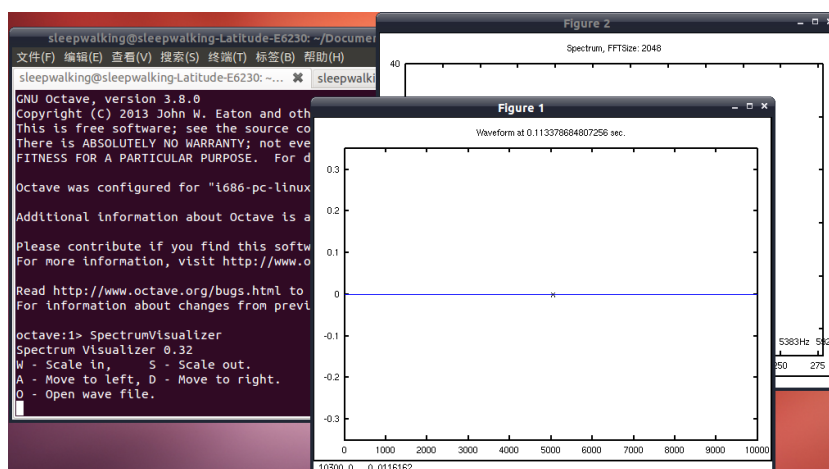 sleepwalking@sleepwalking-Latitude-E6230: ~/Documen
文件(F) 编辑(E) 查看(V) 搜索(S) 终端(T) 标签(B) 帮助(H)
sleepwalking@sleepwalking-Latitude-E6230: ~... ✖ sleepwalki
GNU Octave, version 3.8.0
Copyright (C) 2013 John W. Eaton and oth
This is free software; see the source co
There is ABSOLUTELY NO WARRANTY; not eve
FITNESS FOR A PARTICULAR PURPOSE. For d
Octave was configured for "i686-pc-linux
Additional information about Octave is a
Please contribute if you find this softw
For more information, visit http://www.o
Read http://www.octave.org/bugs.html to
For information about changes from previ
octave:1> SpectrumVisualizer
Spectrum Visualizer 0.32
W - Scale in, S - Scale out.
A - Move to left, D - Move to right.
O - Open wave file.
Figure 2
Spectrum, FFTSize: 2048
40
5383Hz 592
250 275
Figure 1
Waveform at 0.113378684807256 sec.
0.3
0.2
0.1
0
-0.1
-0.2
-0.3
0 1000 2000 3000 4000 5000 6000 7000 8000 9000 10000
10300.0, 0.0116162